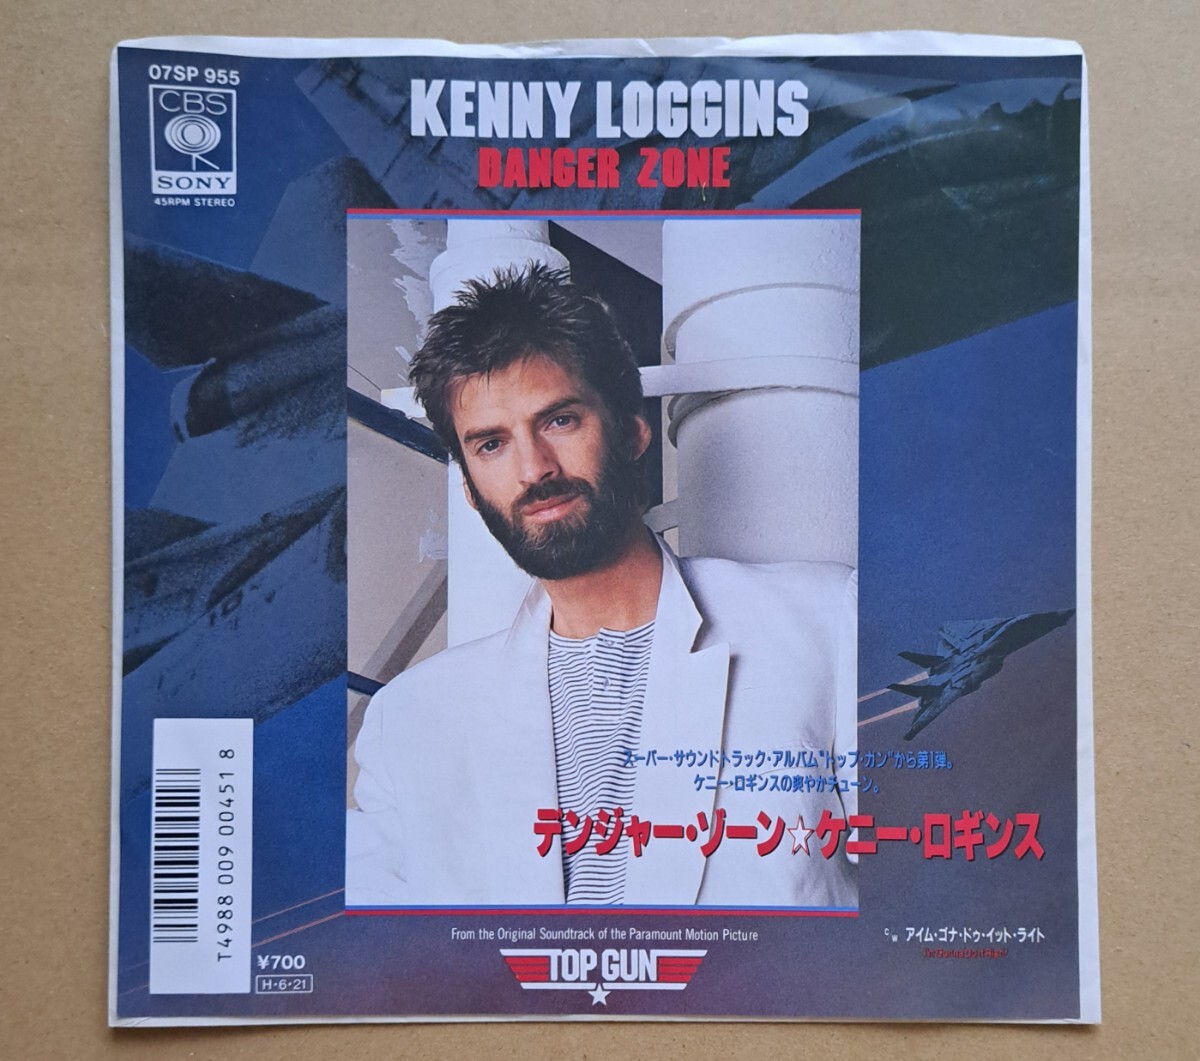 07SP 955
CBS
SONY
45RPM STEREO
KENNY LOGGINS
DANGER ZONE
スーパー・サウンドトラック・アルバム"トップ・ガン"から第1弾。
ケニー・ロギンスの爽やかチューン。
デンジャー・ゾーン☆ケニー・ロギンス
T4988 009 00451 8
From the Original Soundtrack of the Paramount Motion Picture
TOP GUN
c/w アイム・ゴナ・ドゥ・イット・ライト
I'm Gonna Do It Right
¥700
H・6・21